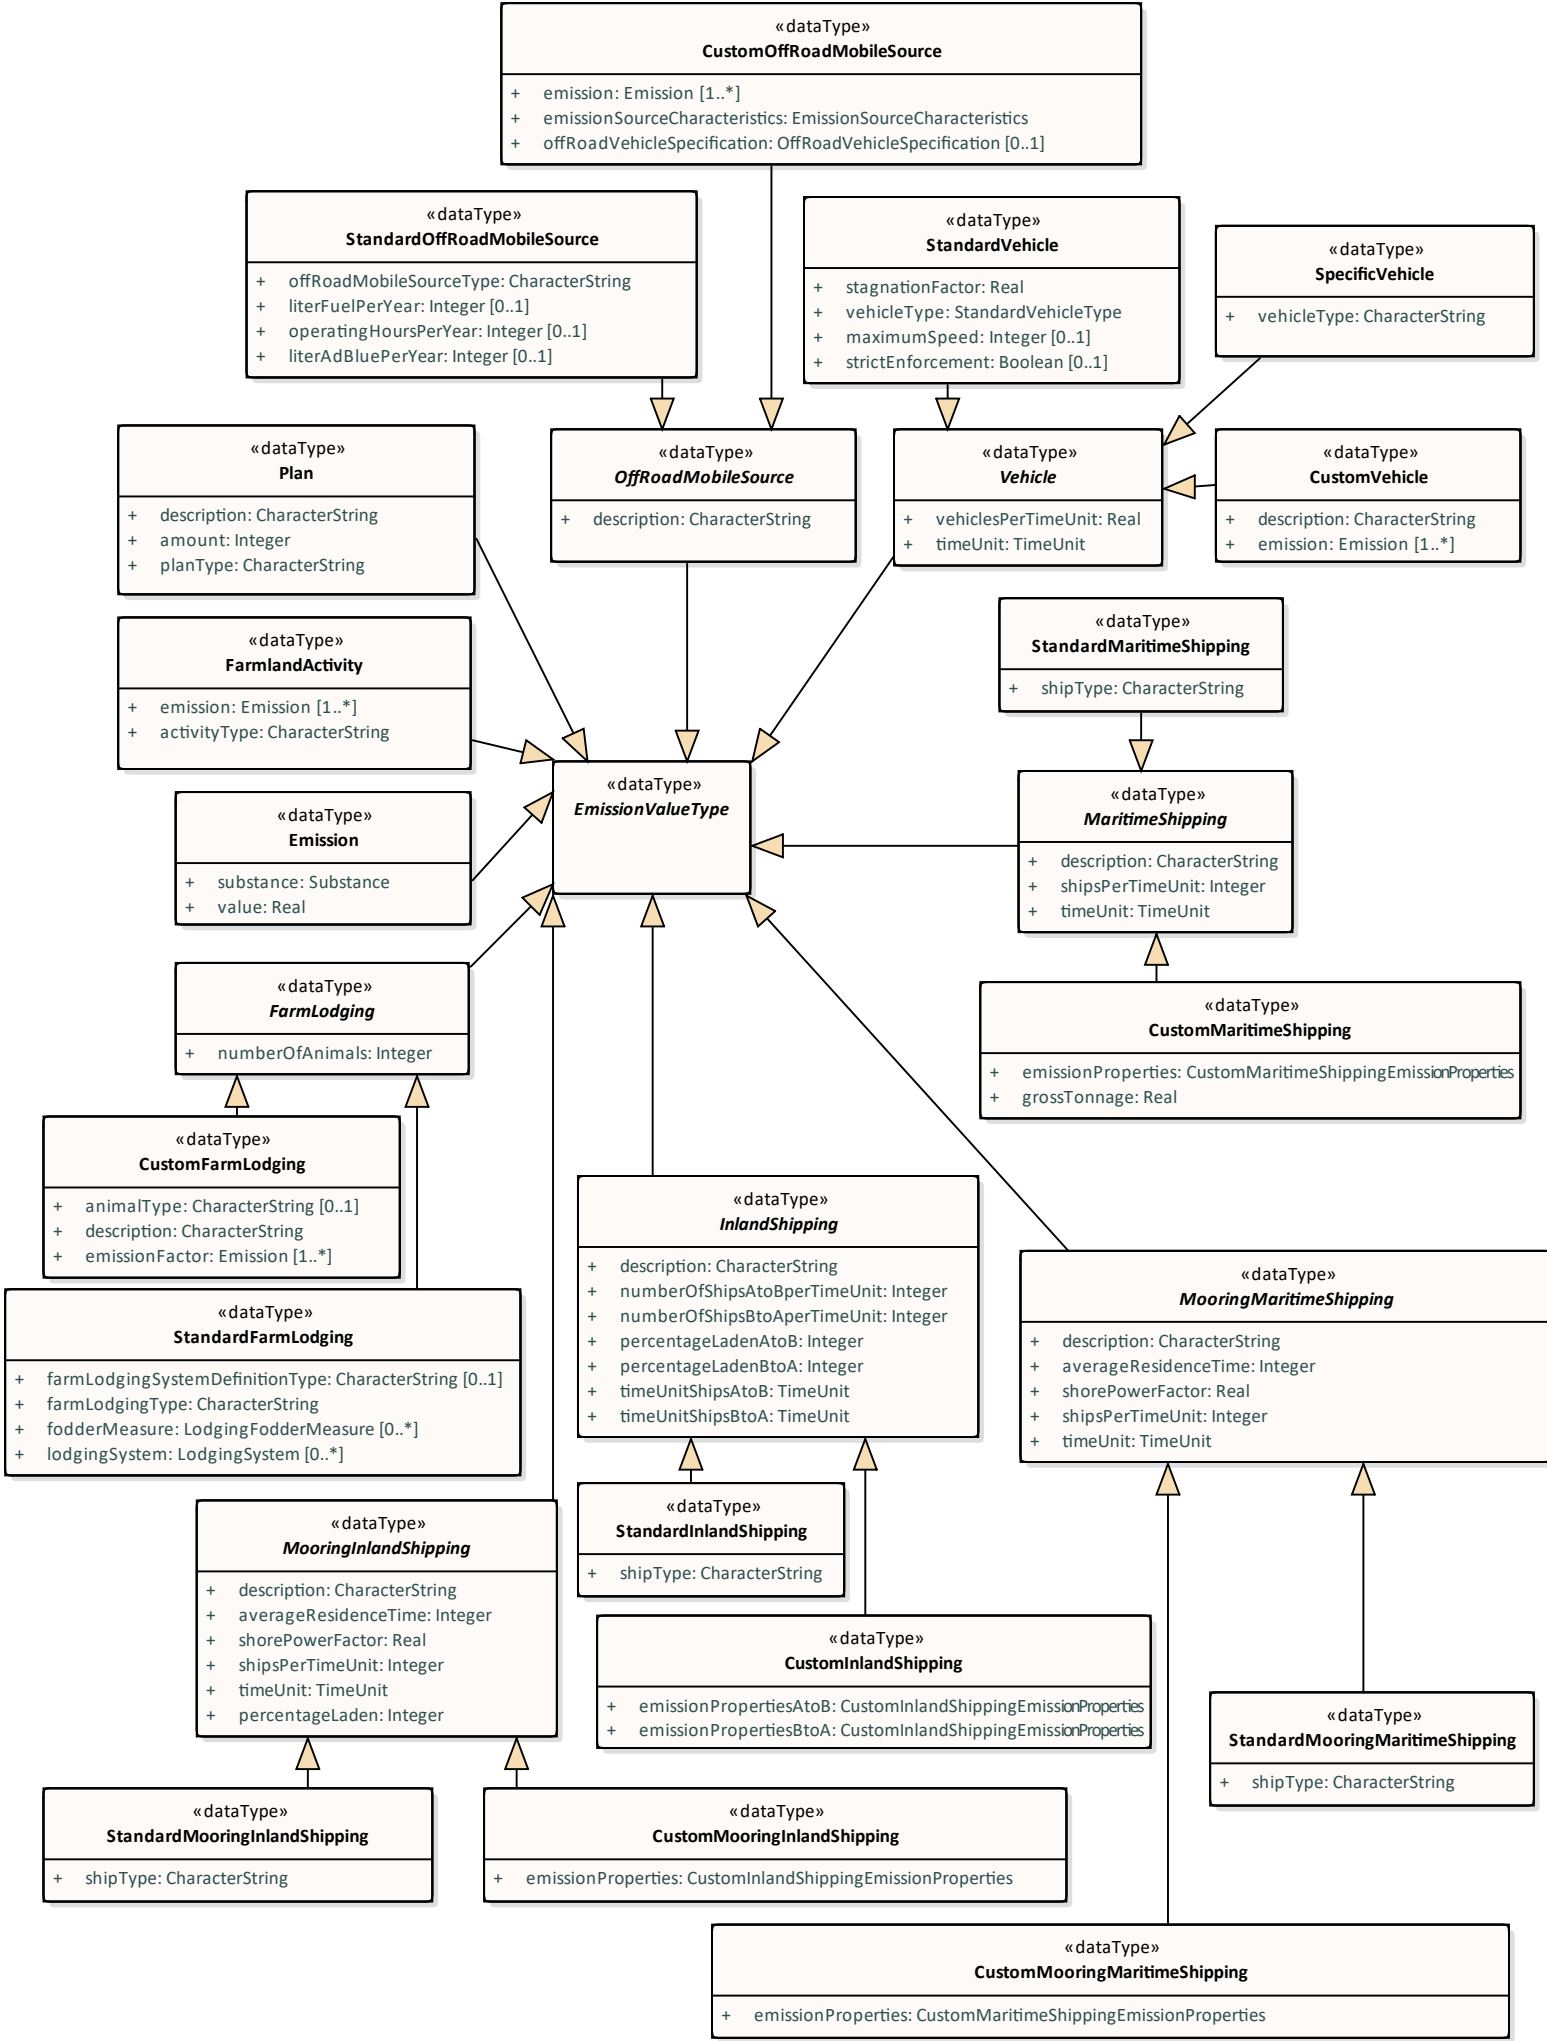 «dataType»
CustomOffRoadMobileSource
+ emission: Emission [1..*]
+ emissionSourceCharacteristics: EmissionSourceCharacteristics
+ offRoadVehicleSpecification: OffRoadVehicleSpecification [0..1]
«dataType»
StandardOffRoadMobileSource
+ offRoadMobileSourceType: CharacterString
+ literFuelPerYear: Integer [0..1]
+ operatingHoursPerYear: Integer [0..1]
+ literAdBluePerYear: Integer [0..1]
«dataType»
StandardVehicle
+ stagnationFactor: Real
+ vehicleType: StandardVehicleType
+ maximumSpeed: Integer [0..1]
+ strictEnforcement: Boolean [0..1]
«dataType»
SpecificVehicle
+ vehicleType: CharacterString
«dataType»
Plan
+ description: CharacterString
+ amount: Integer
+ planType: CharacterString
«dataType»
OffRoadMobileSource
+ description: CharacterString
«dataType»
Vehicle
+ vehiclesPerTimeUnit: Real
+ timeUnit: TimeUnit
«dataType»
CustomVehicle
+ description: CharacterString
+ emission: Emission [1..*]
«dataType»
FarmlandActivity
+ emission: Emission [1..*]
+ activityType: CharacterString
«dataType»
StandardMaritimeShipping
+ shipType: CharacterString
«dataType»
EmissionValueType
«dataType»
MaritimeShipping
+ description: CharacterString
+ shipsPerTimeUnit: Integer
+ timeUnit: TimeUnit
«dataType»
Emission
+ substance: Substance
+ value: Real
«dataType»
FarmLodging
+ numberOfAnimals: Integer
«dataType»
CustomMaritimeShipping
+ emissionProperties: CustomMaritimeShippingEmissionProperties
+ grossTonnage: Real
«dataType»
CustomFarmLodging
+ animalType: CharacterString [0..1]
+ description: CharacterString
+ emissionFactor: Emission [1..*]
«dataType»
InlandShipping
+ description: CharacterString
+ numberOfShipsAtoBperTimeUnit: Integer
+ numberOfShipsBtoAperTimeUnit: Integer
+ percentageLadenAtoB: Integer
+ percentageLadenBtoA: Integer
+ timeUnitShipsAtoB: TimeUnit
+ timeUnitShipsBtoA: TimeUnit
«dataType»
MooringMaritimeShipping
+ description: CharacterString
+ averageResidenceTime: Integer
+ shorePowerFactor: Real
+ shipsPerTimeUnit: Integer
+ timeUnit: TimeUnit
«dataType»
StandardFarmLodging
+ farmLodgingSystemDefinitionType: CharacterString [0..1]
+ farmLodgingType: CharacterString
+ fodderMeasure: LodgingFodderMeasure [0..*]
+ lodgingSystem: LodgingSystem [0..*]
«dataType»
StandardInlandShipping
+ shipType: CharacterString
«dataType»
MooringInlandShipping
+ description: CharacterString
+ averageResidenceTime: Integer
+ shorePowerFactor: Real
+ shipsPerTimeUnit: Integer
+ timeUnit: TimeUnit
+ percentageLaden: Integer
«dataType»
CustomInlandShipping
+ emissionPropertiesAtoB: CustomInlandShippingEmissionProperties
+ emissionPropertiesBtoA: CustomInlandShippingEmissionProperties
«dataType»
StandardMooringMaritimeShipping
+ shipType: CharacterString
«dataType»
StandardMooringInlandShipping
+ shipType: CharacterString
«dataType»
CustomMooringInlandShipping
+ emissionProperties: CustomInlandShippingEmissionProperties
«dataType»
CustomMooringMaritimeShipping
+ emissionProperties: CustomMaritimeShippingEmissionProperties